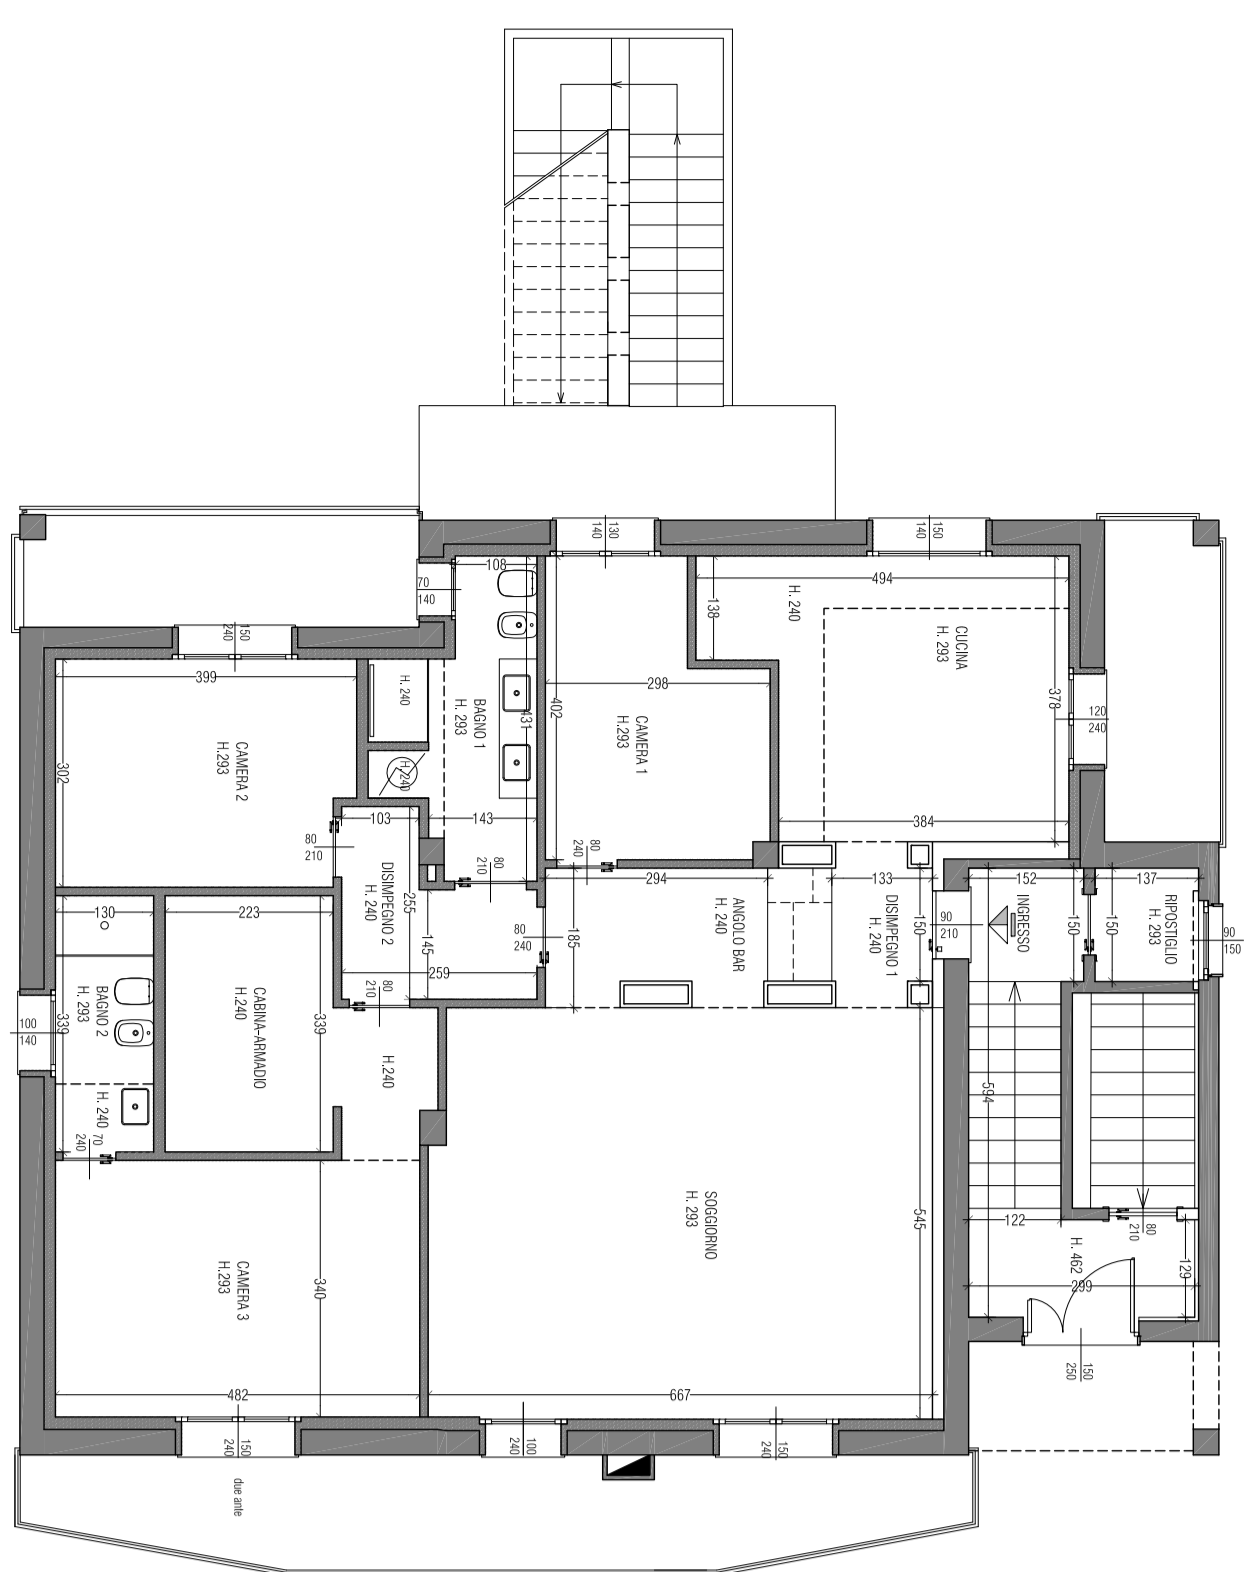 130
140
150
140
108
70
140
494
138
H. 240
CUCINA
H. 293
378
120
240
150
240
399
H. 240
BAGNO 1
H. 293
431
402
298
CAMERA 1
H.293
CAMERA 2
H.293
302
H. 240
103
143
384
80
210
80
210
80
240
DISIMPEGNO 2
H. 240
255
145
259
80
240
185
294
ANGOLO BAR
H. 240
133
DISIMPEGNO 1
H. 240
150
90
210
152
INGRESSO
150
137
150
RIPOSTIGLIO
H. 293
90
150
130
223
BAGNO 2
H. 293
339
100
140
CABINA-ARMADIO
H.240
339
80
210
H.240
H. 240
70
240
594
122
80
210
H. 462
129
299
150
250
SOGGIORNO
H. 293
545
CAMERA 3
H.293
340
482
667
150
240
100
240
150
240
due ante